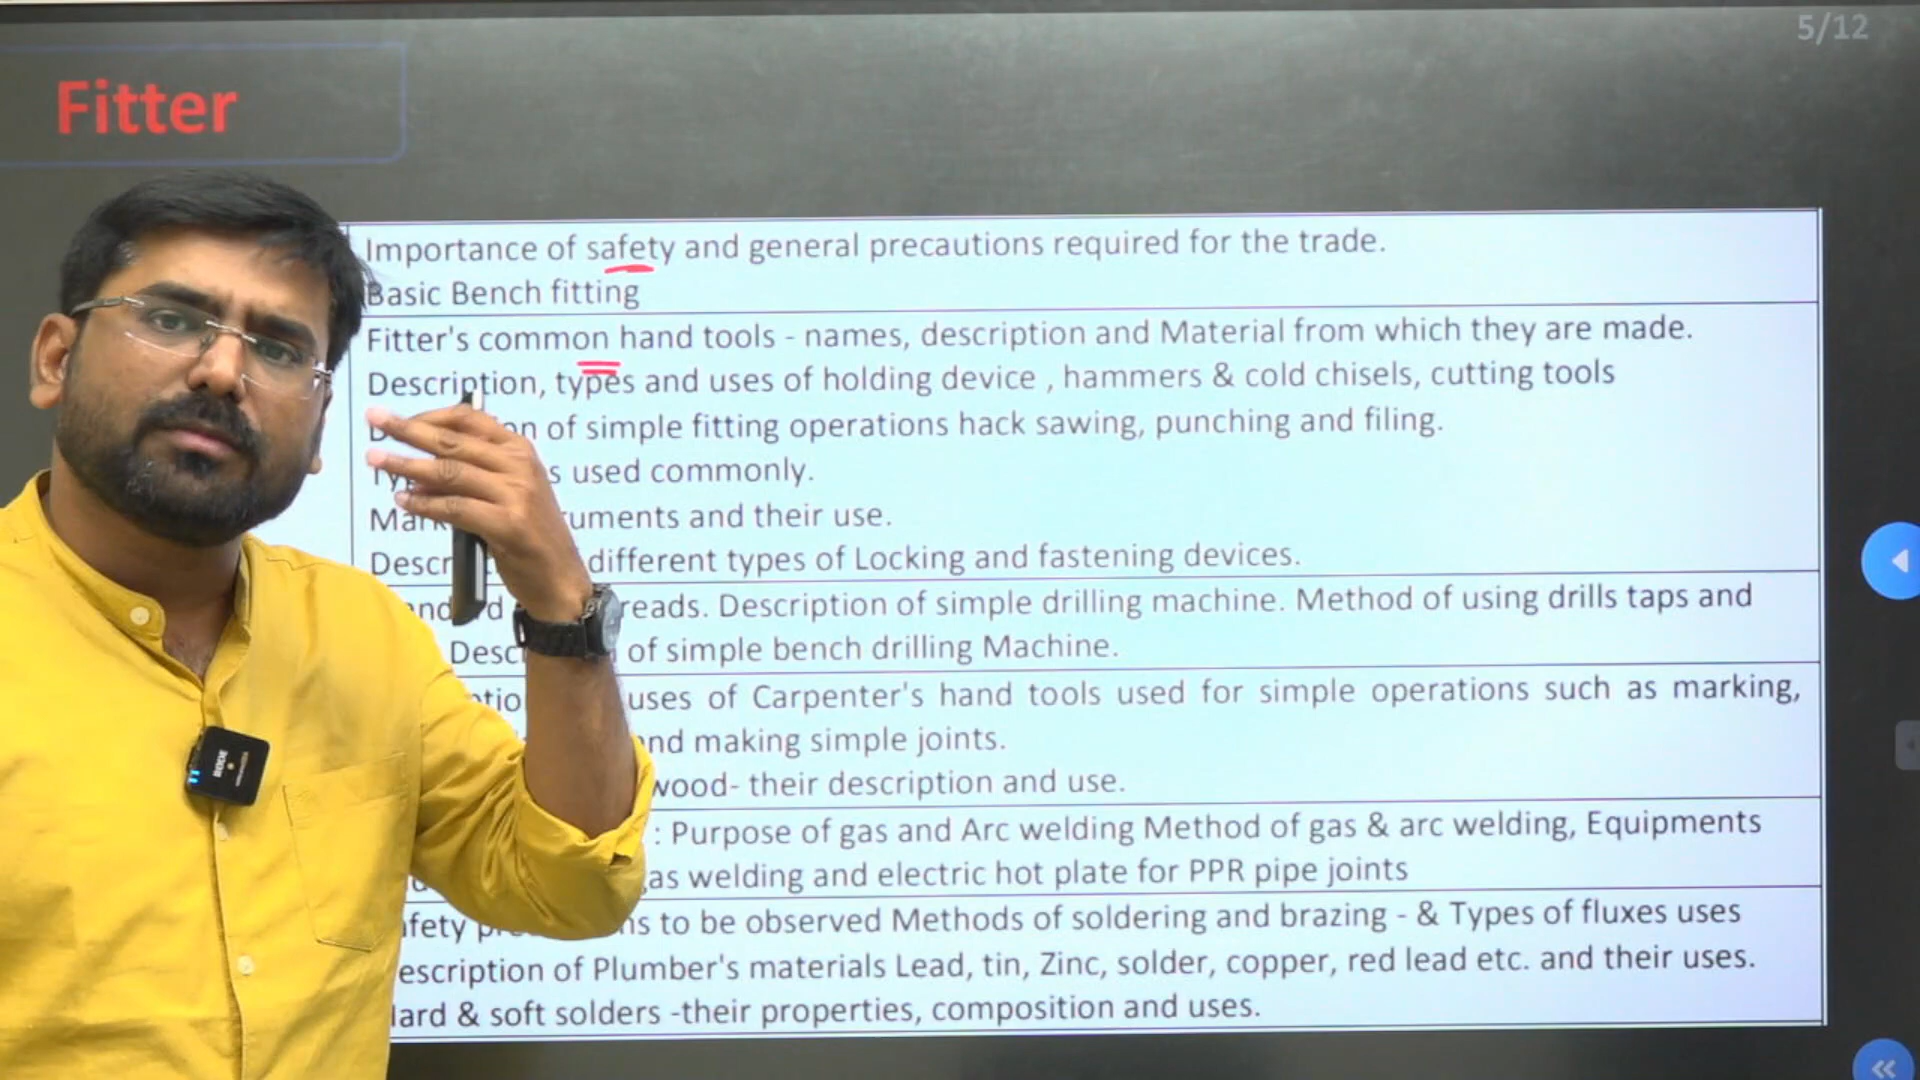 5/12
Fitter
Importance of safety and general precautions required for the trade.
Basic Bench fitting
Fitter's common hand tools - names, description and Material from which they are made.
Description, types and uses of holding device , hammers & cold chisels, cutting tools
of simple fitting operations hack sawing, punching and filing.
used commonly.
and their use.
different types of Locking and fastening devices.
Description of simple drilling machine. Method of using drills taps and
of simple bench drilling Machine.
uses of Carpenter's hand tools used for simple operations such as marking,
and making simple joints.
wood- their description and use.
: Purpose of gas and Arc welding Method of gas & arc welding, Equipments
gas welding and electric hot plate for PPR pipe joints
to be observed Methods of soldering and brazing - & Types of fluxes uses
Description of Plumber's materials Lead, tin, Zinc, solder, copper, red lead etc. and their uses.
Hard & soft solders -their properties, composition and uses.
RODE